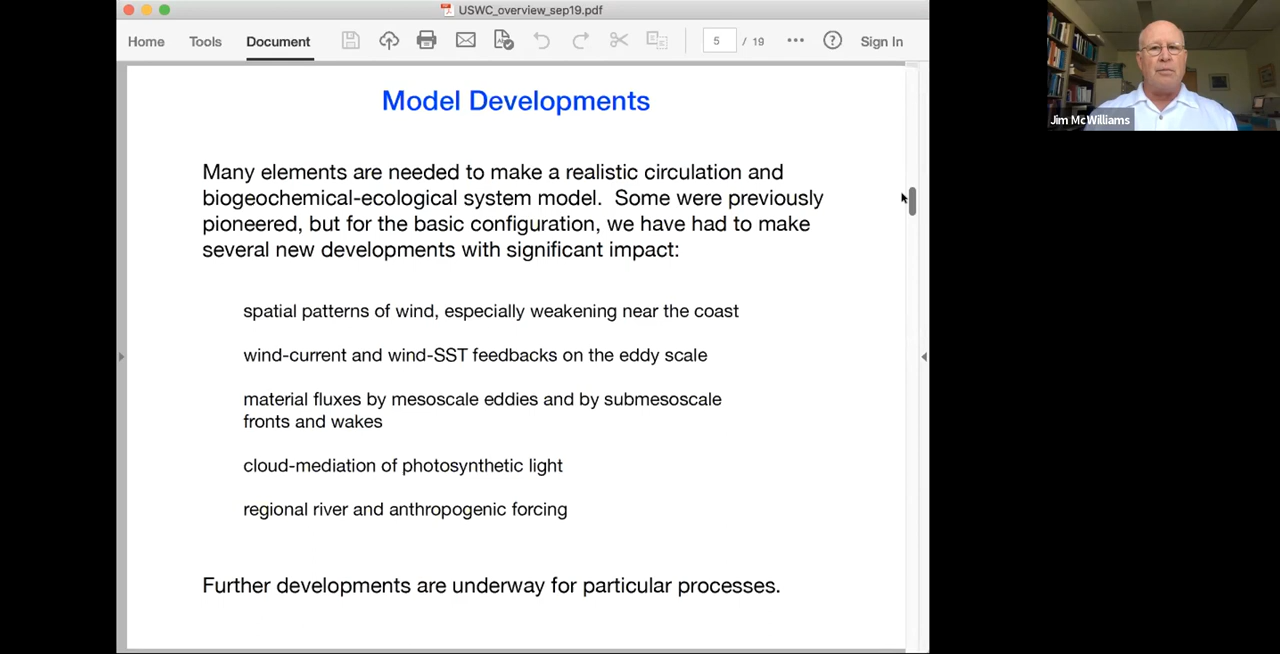 USWC_overview_sep19.pdf
Home Tools Document 5 / 19 Sign In
Jim McWilliams
Model Developments
Many elements are needed to make a realistic circulation and
biogeochemical-ecological system model. Some were previously
pioneered, but for the basic configuration, we have had to make
several new developments with significant impact:
spatial patterns of wind, especially weakening near the coast
wind-current and wind-SST feedbacks on the eddy scale
material fluxes by mesoscale eddies and by submesoscale
fronts and wakes
cloud-mediation of photosynthetic light
regional river and anthropogenic forcing
Further developments are underway for particular processes.